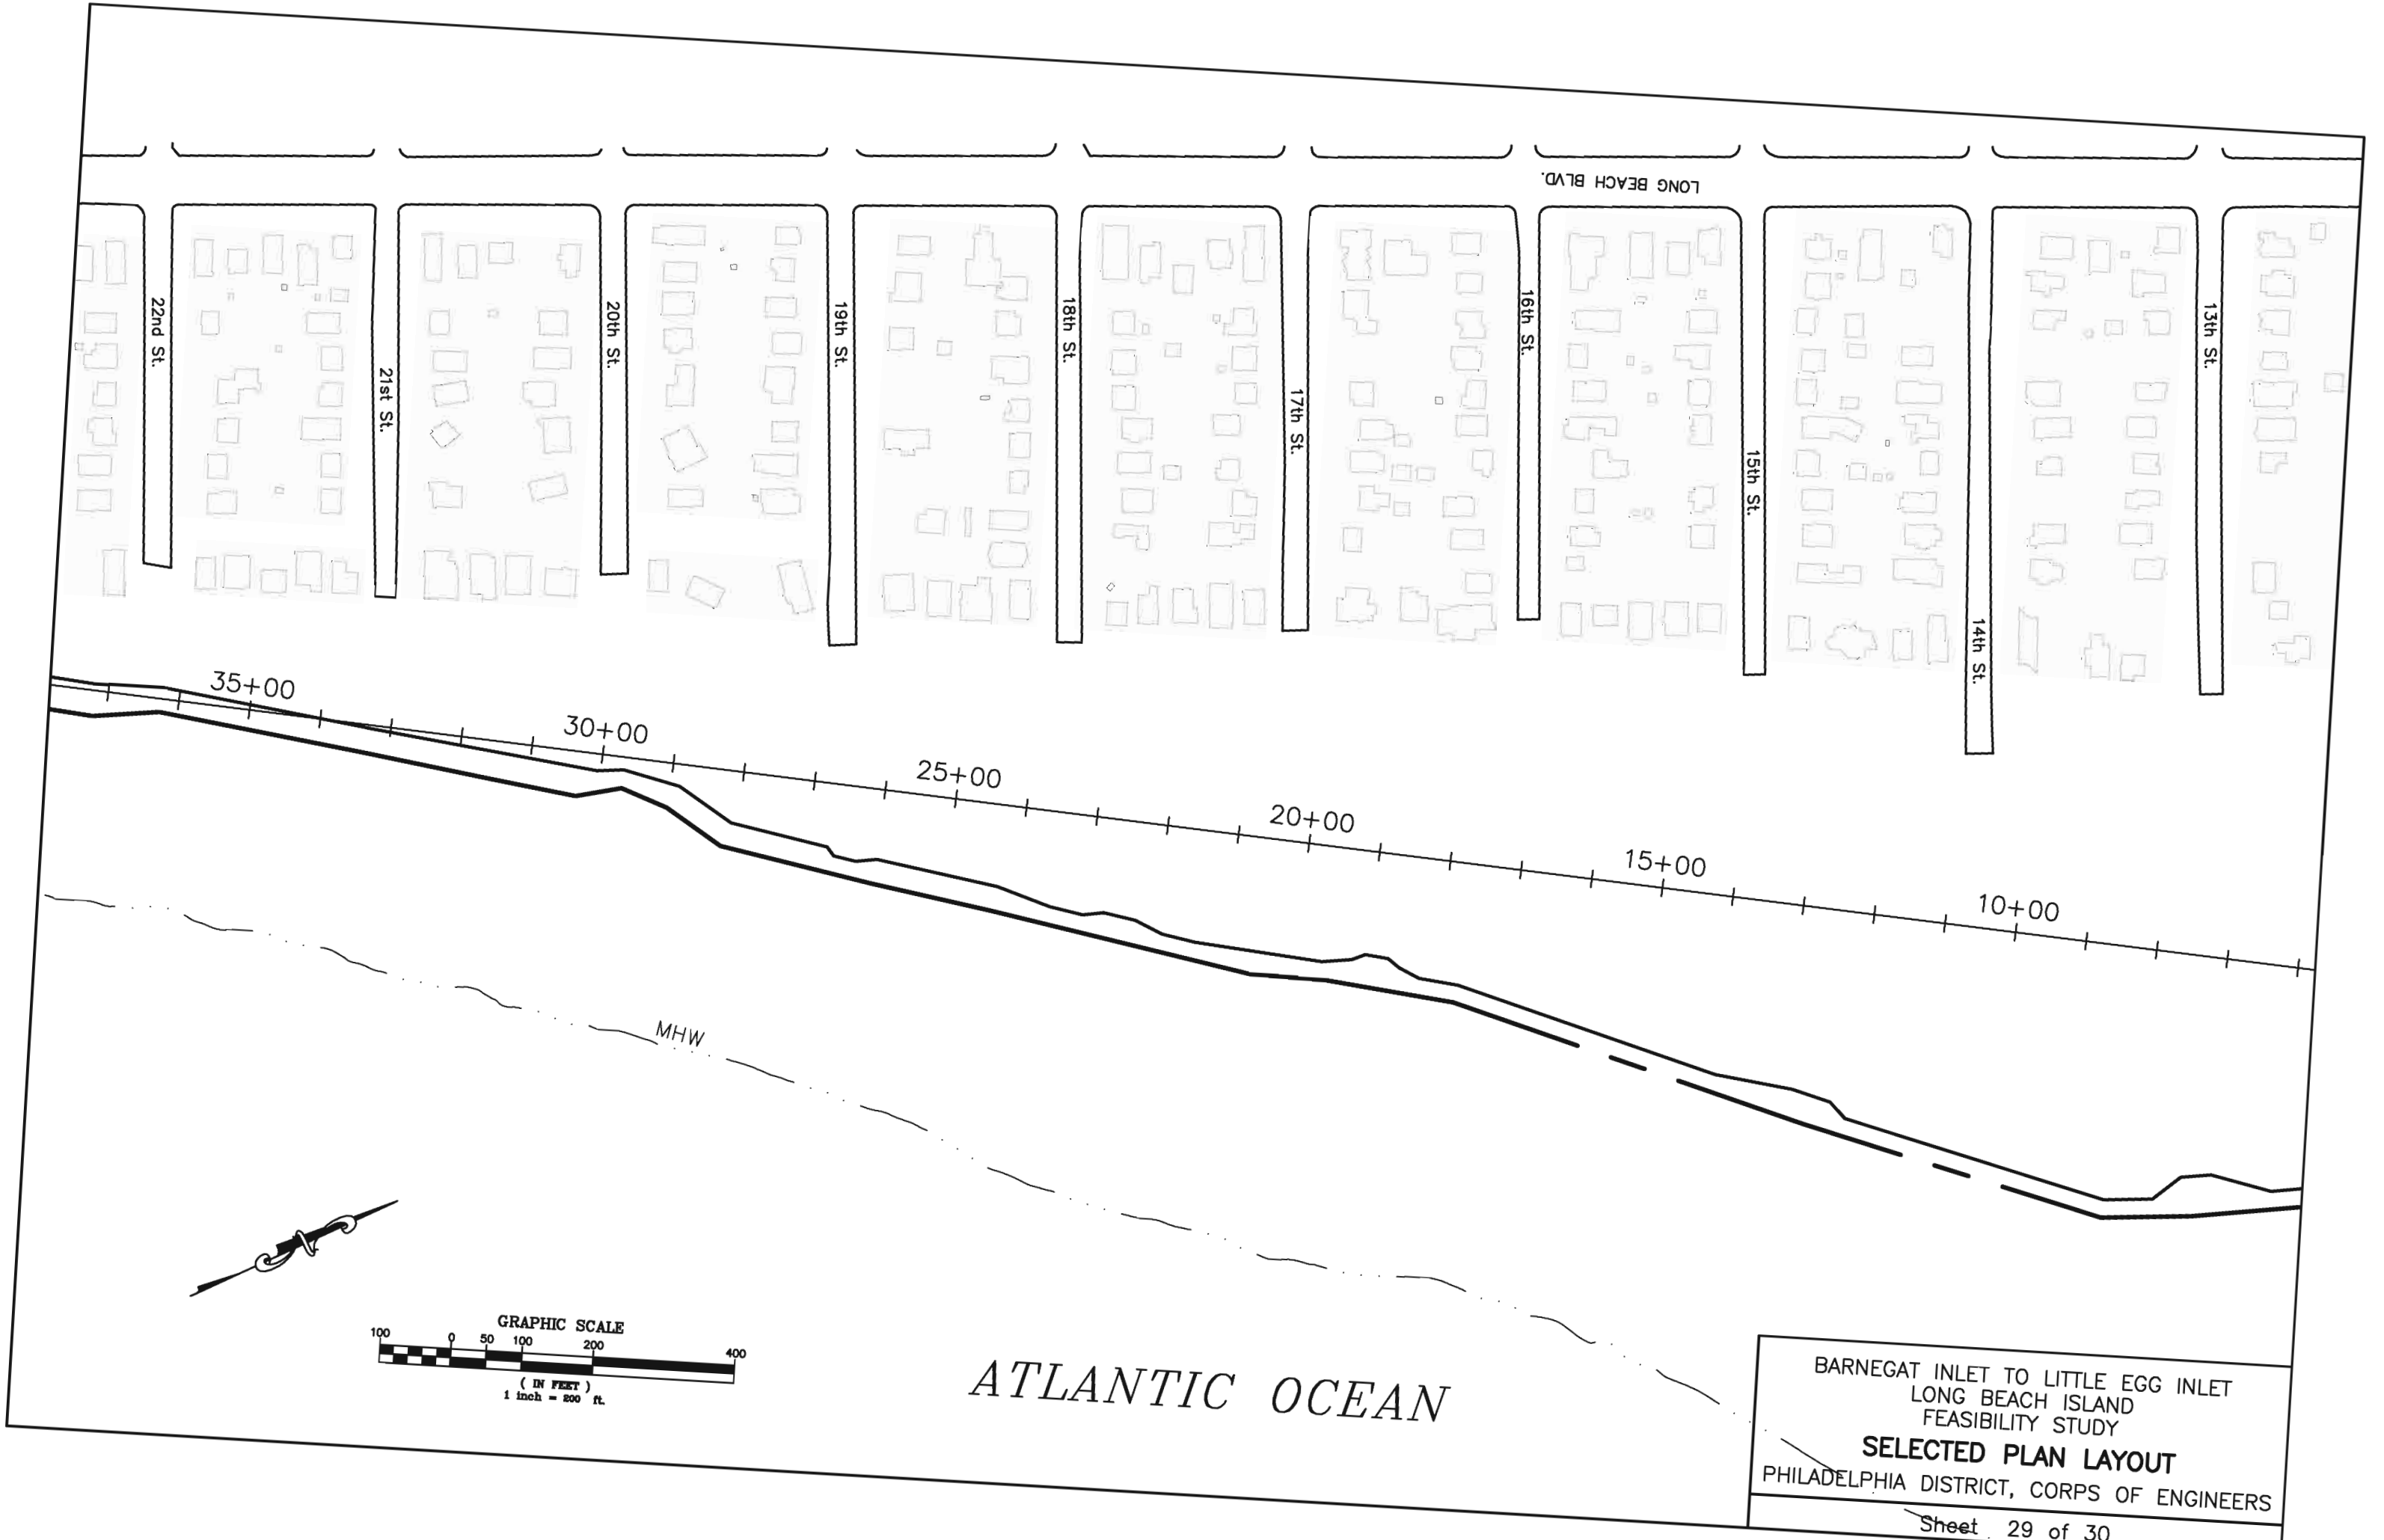 LONG BEACH BLVD.
22nd St.
21st St.
20th St.
19th St.
18th St.
17th St.
16th St.
15th St.
14th St.
13th St.
35+00
30+00
25+00
20+00
15+00
10+00
MHW
N
GRAPHIC SCALE
100 0 50 100 200 400
( IN FEET )
1 inch = 200 ft.
ATLANTIC OCEAN
BARNEGAT INLET TO LITTLE EGG INLET
LONG BEACH ISLAND
FEASIBILITY STUDY
SELECTED PLAN LAYOUT
PHILADELPHIA DISTRICT, CORPS OF ENGINEERS
Sheet 29 of 30